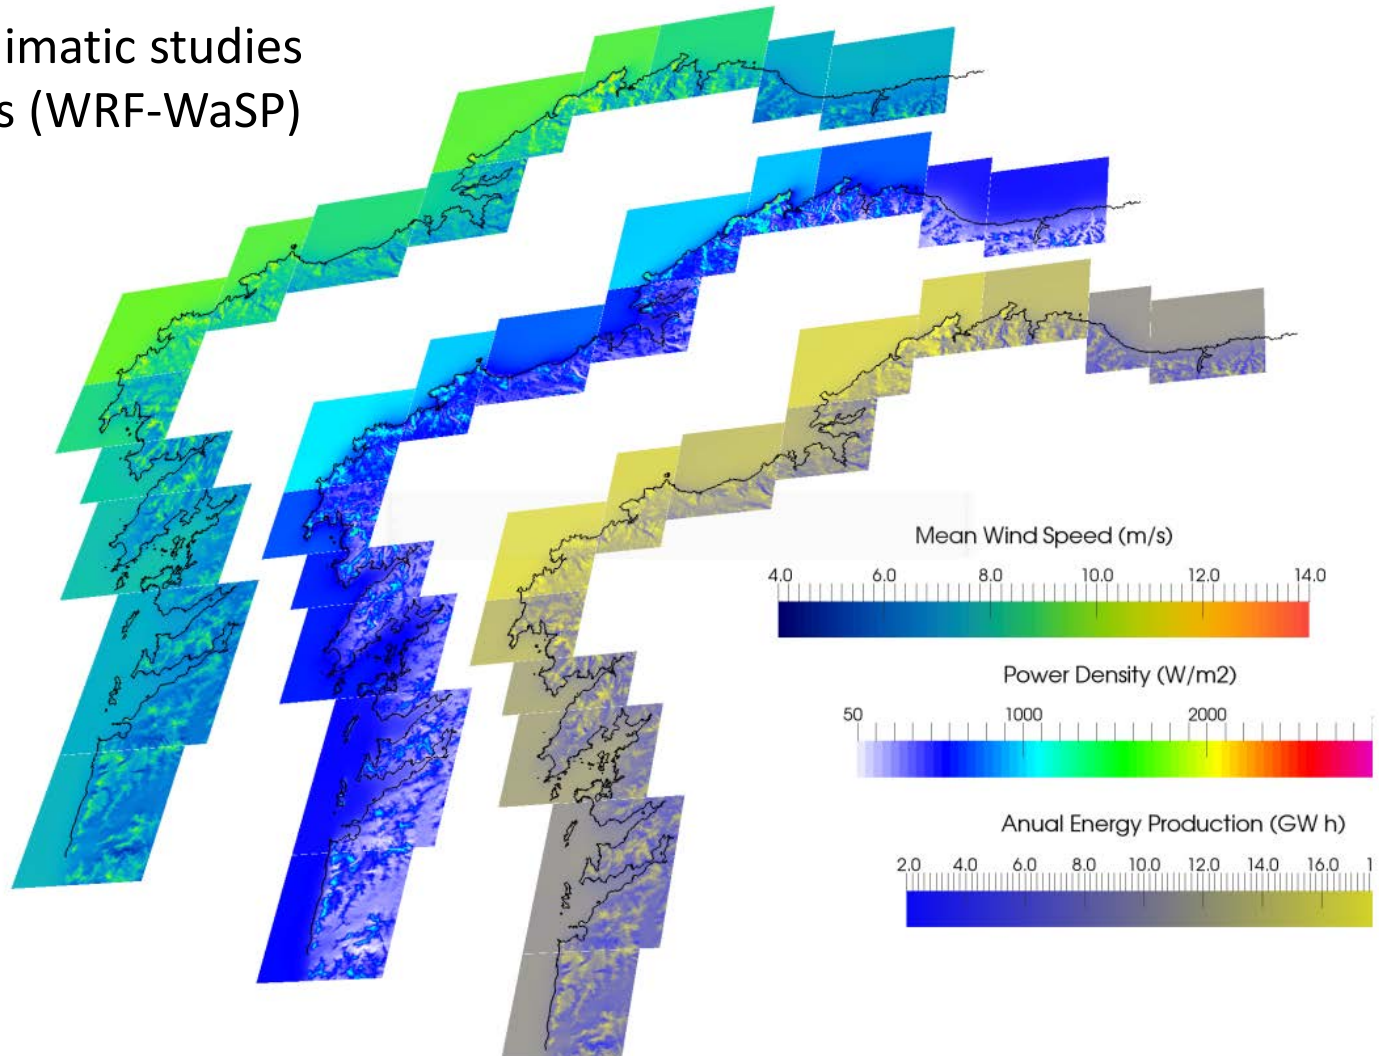 imatic studies
s (WRF-WaSP)
Mean Wind Speed (m/s)
4.0 6.0 8.0 10.0 12.0 14.0
Power Density (W/m2)
50 1000 2000
Anual Energy Production (GW h)
2.0 4.0 6.0 8.0 10.0 12.0 14.0 16.0 1